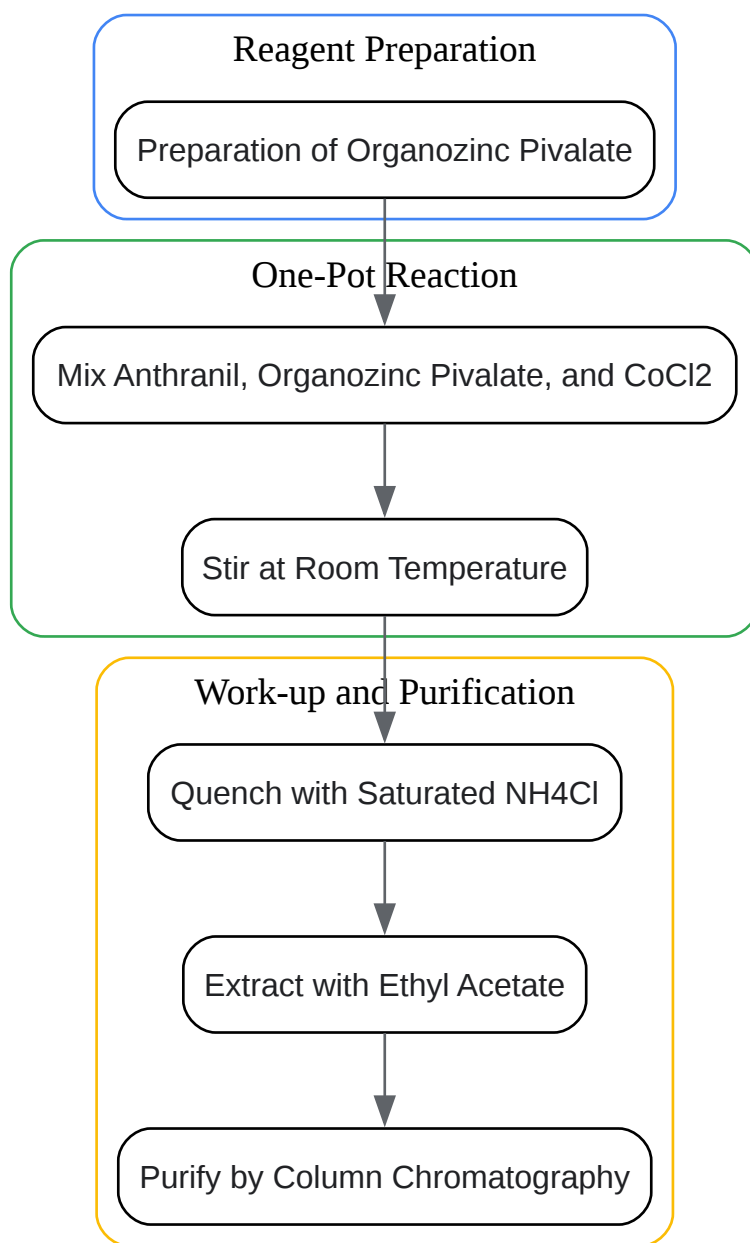 Reagent Preparation
Preparation of Organozinc Pivalate
One-Pot Reaction
Mix Anthranil, Organozinc Pivalate, and CoCl2
Stir at Room Temperature
Work-up and Purification
Quench with Saturated NH4Cl
Extract with Ethyl Acetate
Purify by Column Chromatography